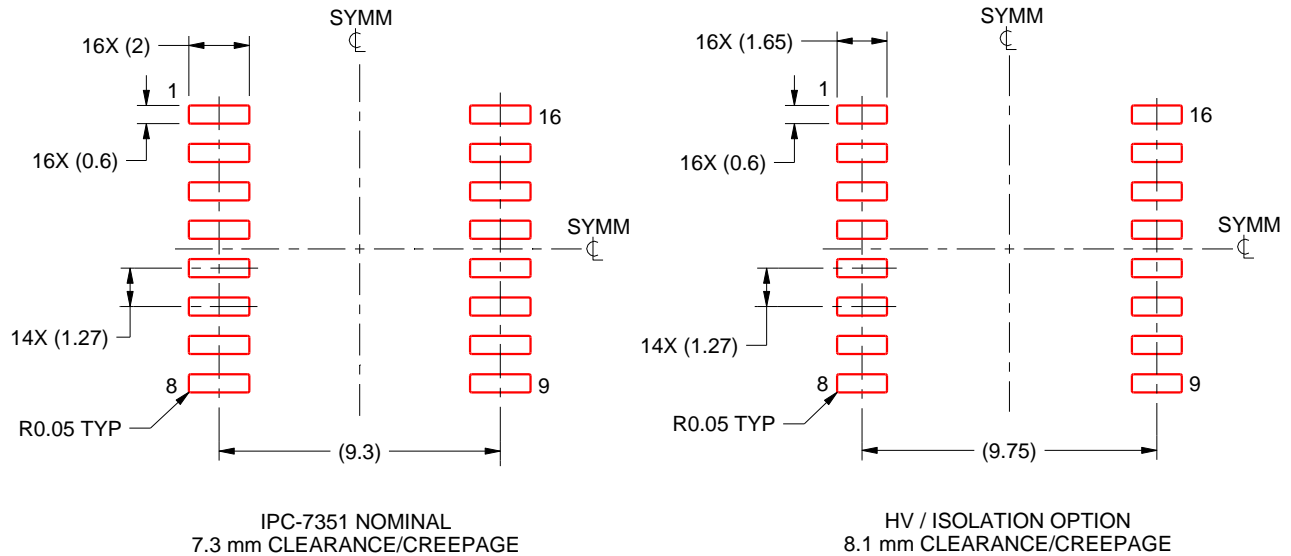 SYMM
16X (2)
1
16
16X (0.6)
SYMM
14X (1.27)
8
9
R0.05 TYP
(9.3)
IPC-7351 NOMINAL
7.3 mm CLEARANCE/CREEPAGE
SYMM
16X (1.65)
1
16
16X (0.6)
SYMM
14X (1.27)
8
9
R0.05 TYP
(9.75)
HV / ISOLATION OPTION
8.1 mm CLEARANCE/CREEPAGE